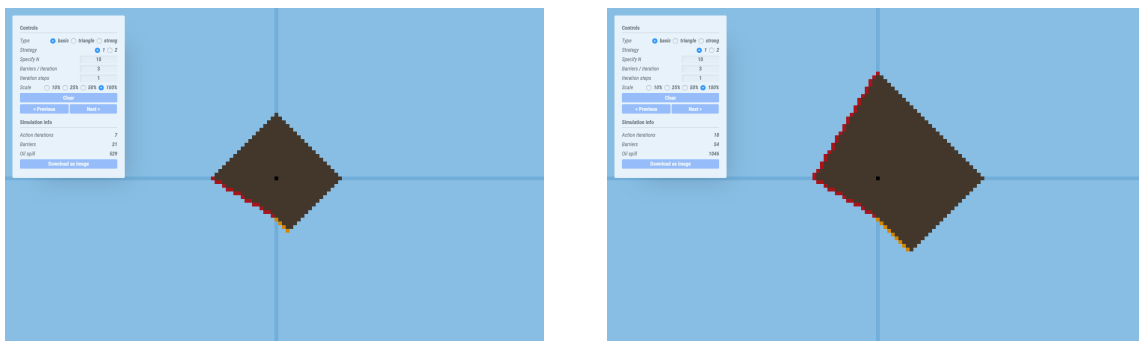 Controls
Type basic triangle strong
Strategy 1 2
Specify N 10
Barriers / Iteration 3
Iteration steps 1
Scale 10% 25% 50% 100%
Clear
< Previous Next >
Simulation info
Action iterations 7
Barriers 21
Oil spill 529
Download as image
Controls
Type basic triangle strong
Strategy 1 2
Specify N 10
Barriers / Iteration 3
Iteration steps 1
Scale 10% 25% 50% 100%
Clear
< Previous Next >
Simulation info
Action iterations 18
Barriers 54
Oil spill 1046
Download as image